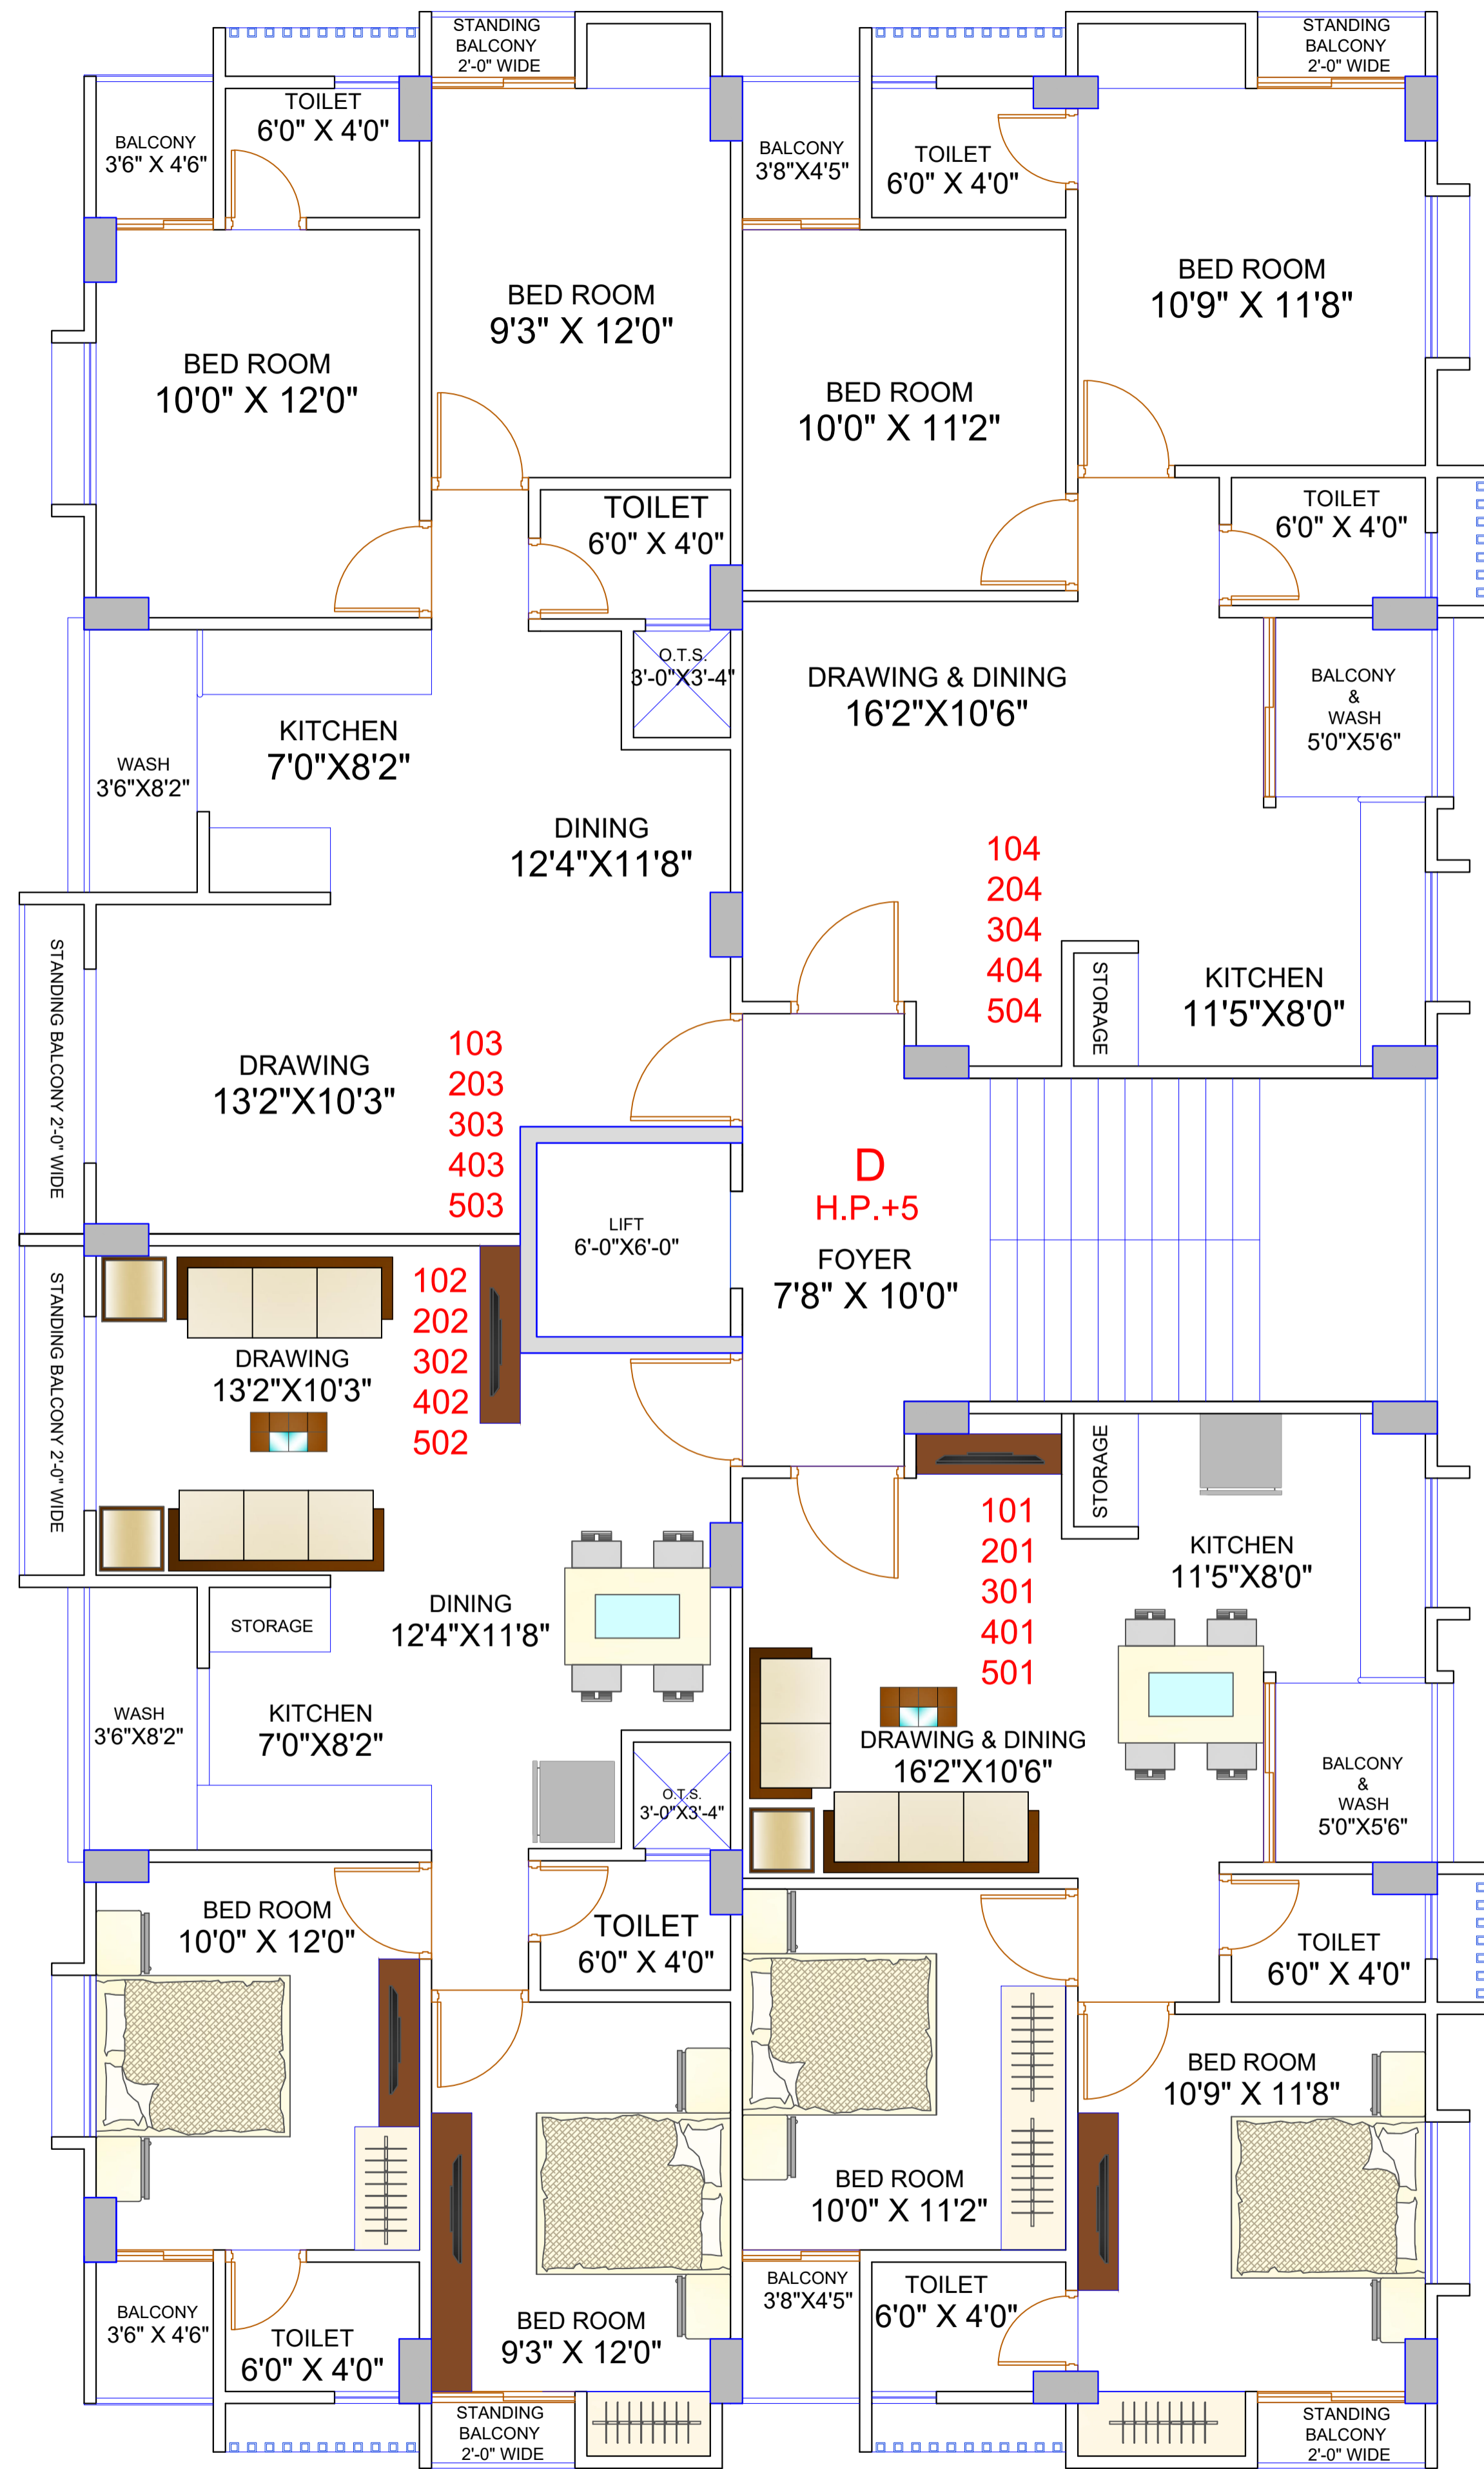 STANDING
BALCONY
2'-0" WIDE
STANDING
BALCONY
2'-0" WIDE
TOILET
6'0" X 4'0"
BALCONY
3'6" X 4'6"
BALCONY
3'8"X4'5"
TOILET
6'0" X 4'0"
BED ROOM
9'3" X 12'0"
BED ROOM
10'9" X 11'8"
BED ROOM
10'0" X 12'0"
BED ROOM
10'0" X 11'2"
TOILET
6'0" X 4'0"
TOILET
6'0" X 4'0"
O.T.S.
3'-0"X3'-4"
KITCHEN
7'0"X8'2"
WASH
3'6"X8'2"
DRAWING & DINING
16'2"X10'6"
BALCONY
&
WASH
5'0"X5'6"
DINING
12'4"X11'8"
104
204
304
404
504
STORAGE
KITCHEN
11'5"X8'0"
STANDING BALCONY 2'-0" WIDE
DRAWING
13'2"X10'3"
103
203
303
403
503
LIFT
6'-0"X6'-0"
D
H.P.+5
FOYER
7'8" X 10'0"
STANDING BALCONY 2'-0" WIDE
102
202
302
402
502
DRAWING
13'2"X10'3"
STORAGE
101
201
301
401
501
KITCHEN
11'5"X8'0"
STORAGE
DINING
12'4"X11'8"
WASH
3'6"X8'2"
KITCHEN
7'0"X8'2"
O.T.S.
3'-0"X3'-4"
DRAWING & DINING
16'2"X10'6"
BALCONY
&
WASH
5'0"X5'6"
BED ROOM
10'0" X 12'0"
TOILET
6'0" X 4'0"
TOILET
6'0" X 4'0"
BED ROOM
10'9" X 11'8"
BED ROOM
10'0" X 11'2"
BALCONY
3'6" X 4'6"
TOILET
6'0" X 4'0"
BED ROOM
9'3" X 12'0"
BALCONY
3'8"X4'5"
TOILET
6'0" X 4'0"
STANDING
BALCONY
2'-0" WIDE
STANDING
BALCONY
2'-0" WIDE